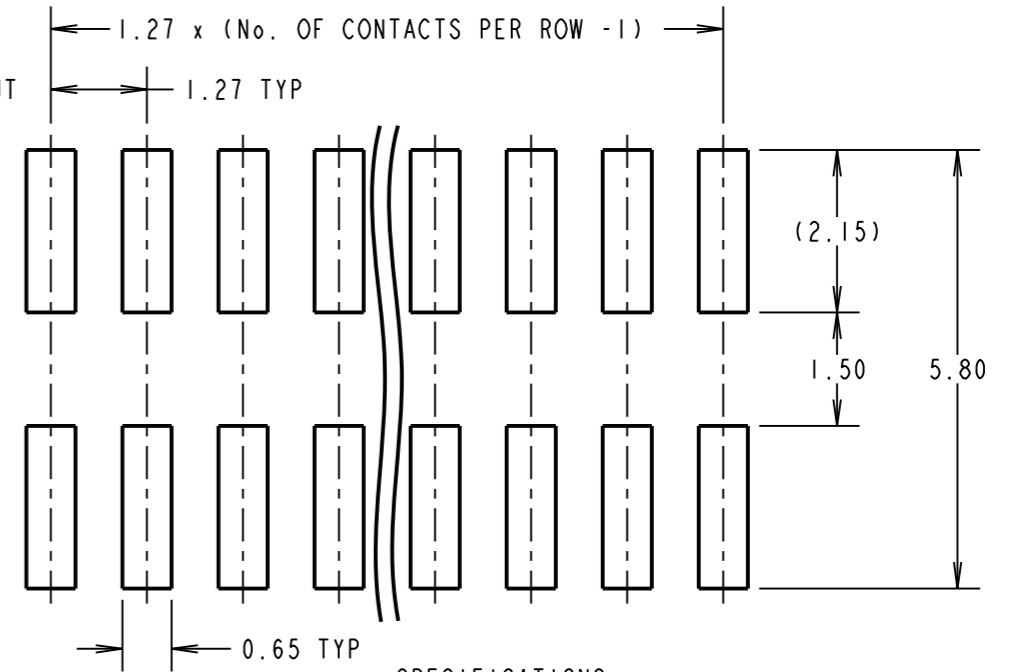 1.27 x (No. OF CONTACTS PER ROW -1)
1.27 TYP
(2.15)
1.50
5.80
0.65 TYP
SPECIFICATIONS